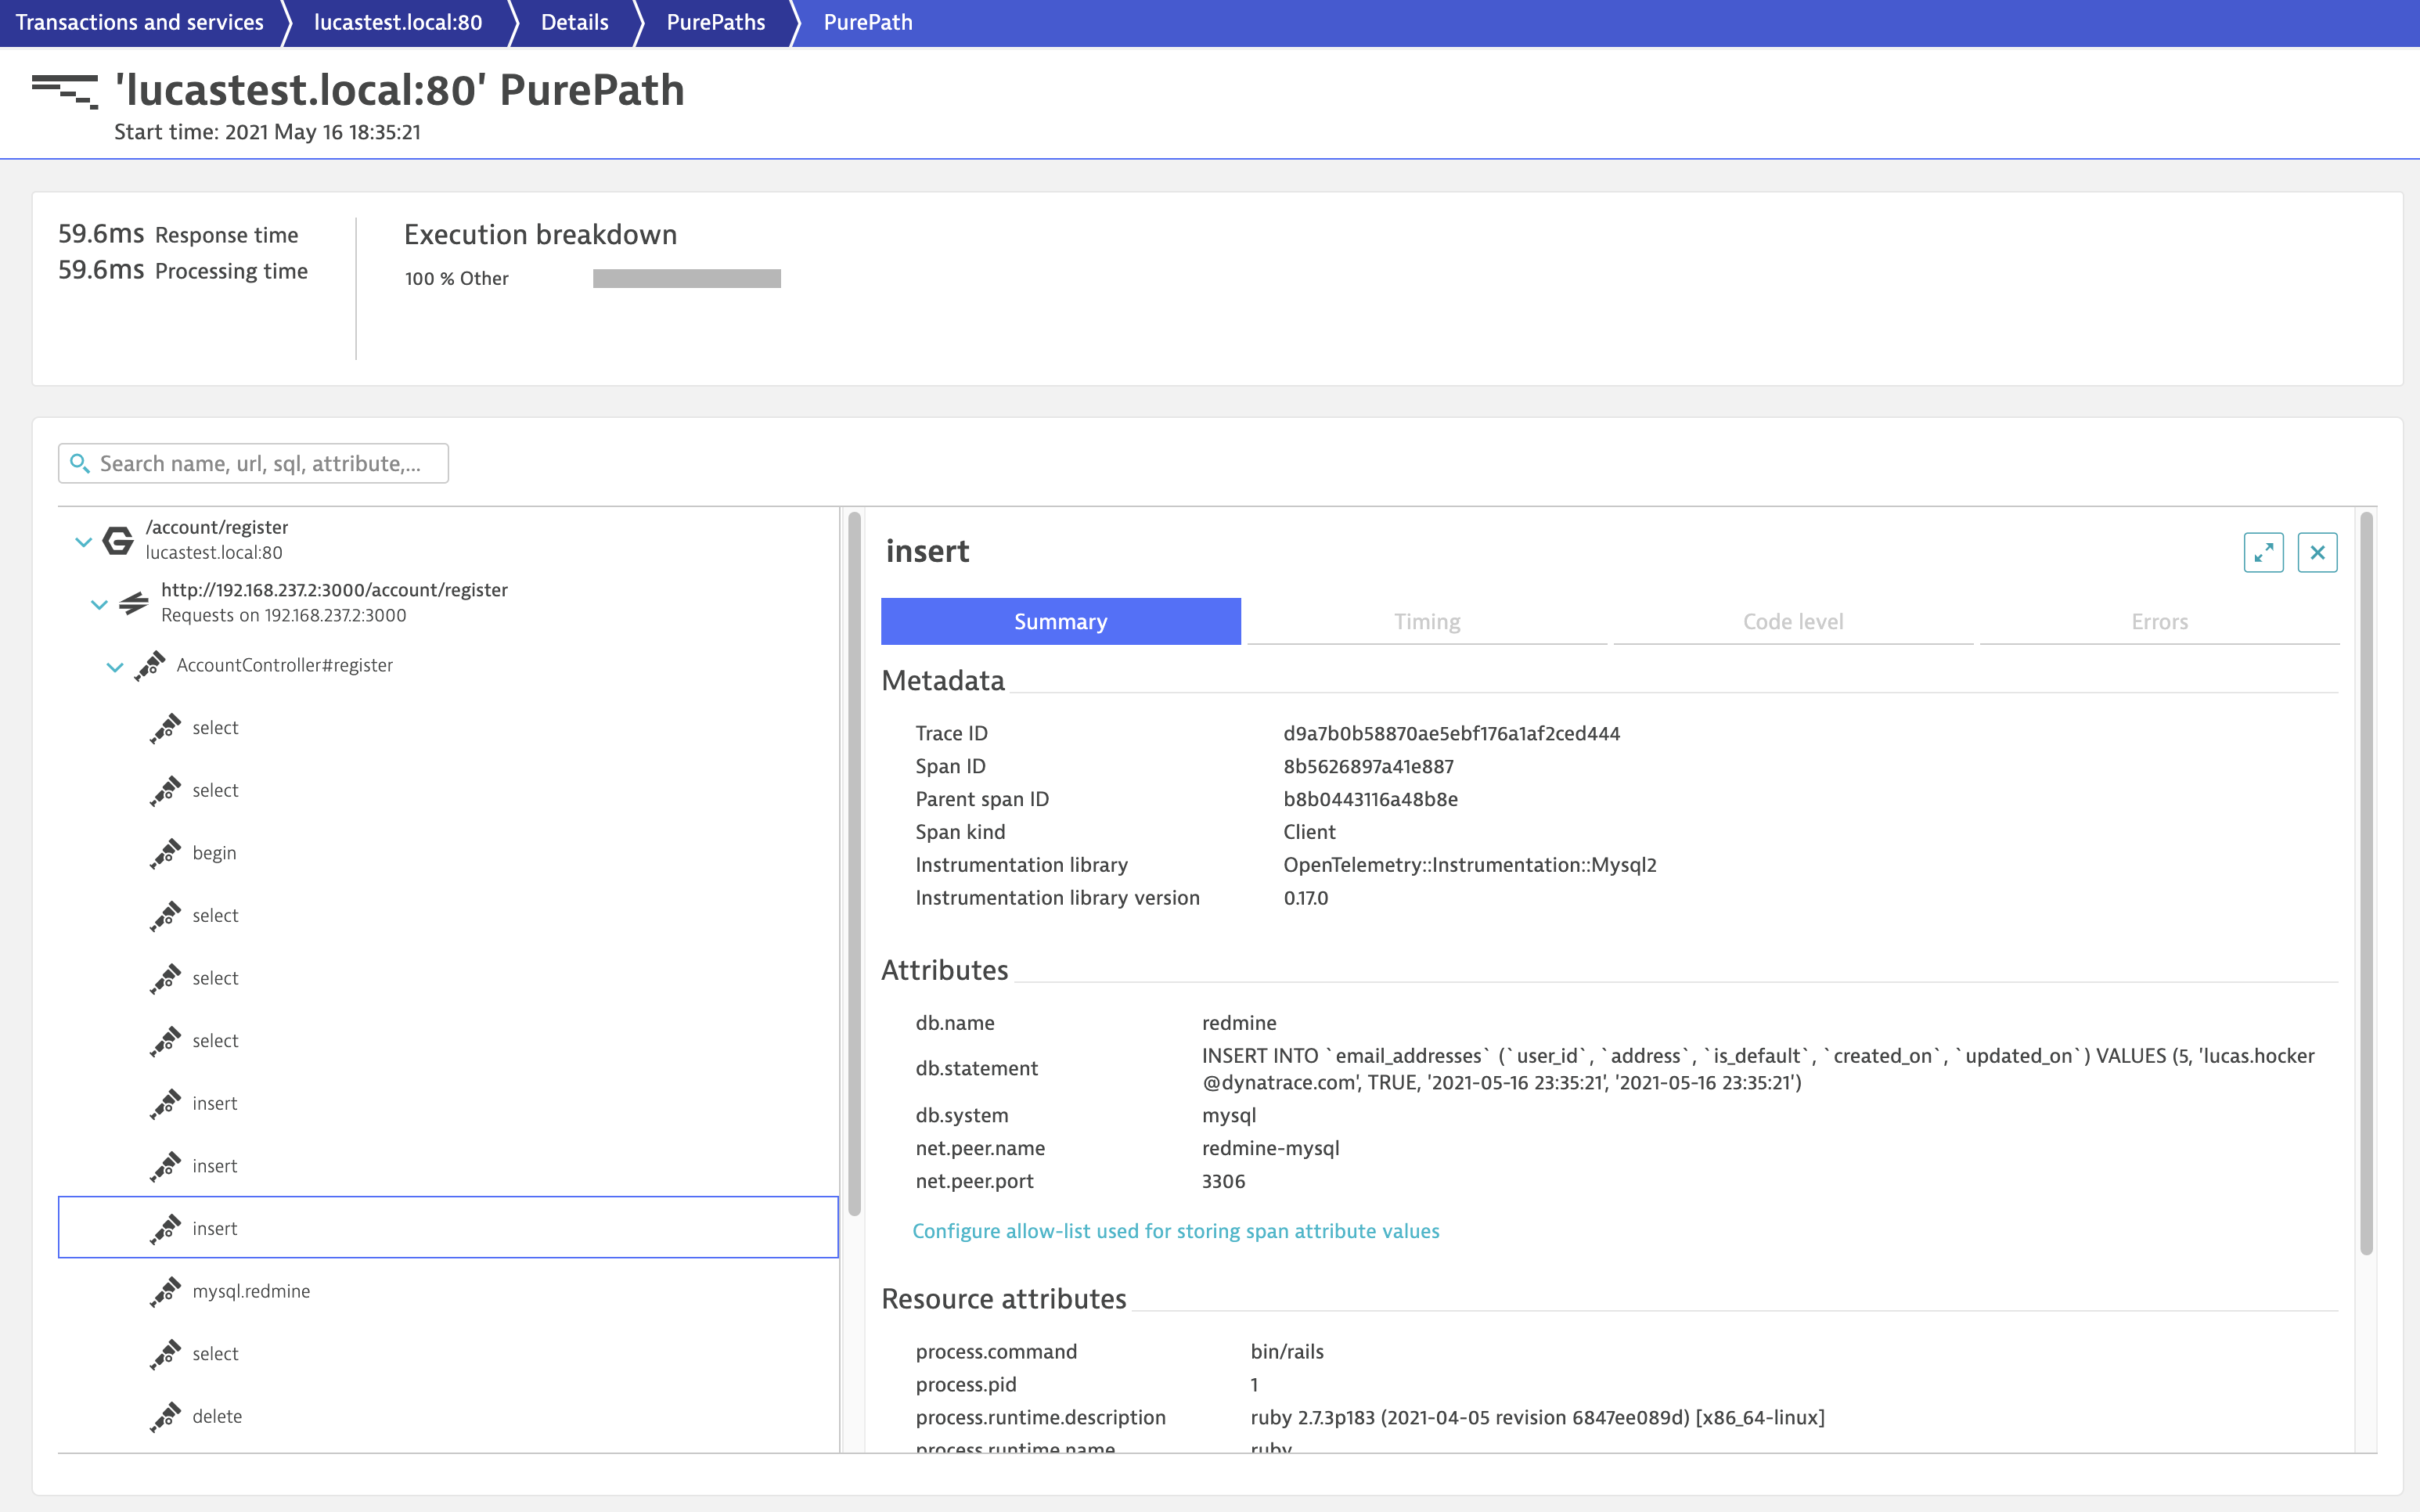 Transactions and services
lucastest.local:80
Details
PurePaths
PurePath
'lucastest.local:80' PurePath
Start time: 2021 May 16 18:35:21
59.6ms Response time
59.6ms Processing time
Execution breakdown
100 % Other
Search name, url, sql, attribute,...
/account/register
lucastest.local:80
http://192.168.237.2:3000/account/register
Requests on 192.168.237.2:3000
AccountController#register
select
select
begin
select
select
select
insert
insert
insert
mysql.redmine
select
delete
insert
Summary
Timing
Code level
Errors
Metadata
Trace ID d9a7b0b58870ae5ebf176a1af2ced444
Span ID 8b5626897a41e887
Parent span ID b8b0443116a48b8e
Span kind Client
Instrumentation library OpenTelemetry::Instrumentation::Mysql2
Instrumentation library version 0.17.0
Attributes
db.name redmine
db.statement INSERT INTO `email_addresses` (`user_id`, `address`, `is_default`, `created_on`, `updated_on`) VALUES (5, 'lucas.hocker
@dynatrace.com', TRUE, '2021-05-16 23:35:21', '2021-05-16 23:35:21')
db.system mysql
net.peer.name redmine-mysql
net.peer.port 3306
Configure allow-list used for storing span attribute values
Resource attributes
process.command bin/rails
process.pid 1
process.runtime.description ruby 2.7.3p183 (2021-04-05 revision 6847ee089d) [x86_64-linux]
process.runtime.name ruby